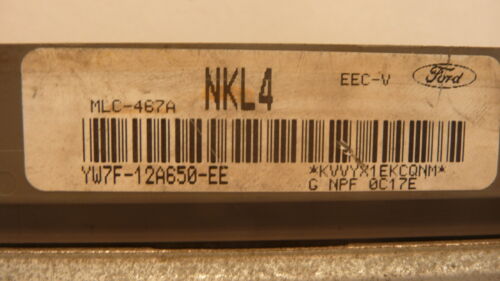 NKL4
EEC-V Ford
MLC-467A
YW7F-12A650-EE
*KVVYX1EKCQNM*
G NPF 0C17E